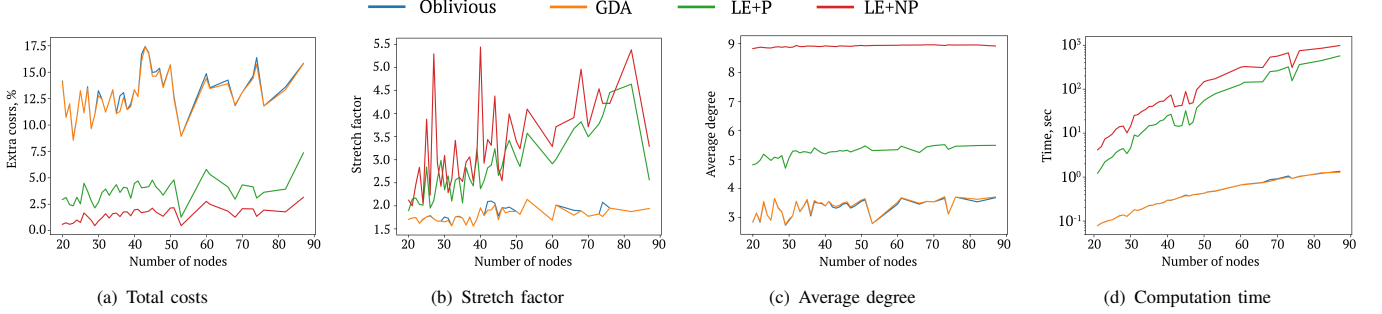 Oblivious GDA LE+P LE+NP
Extra cosrs, %
17.5
15.0
12.5
10.0
7.5
5.0
2.5
0.0
20 30 40 50 60 70 80 90
Number of nodes
(a) Total costs
Stretch factor
5.5
5.0
4.5
4.0
3.5
3.0
2.5
2.0
1.5
20 30 40 50 60 70 80 90
Number of nodes
(b) Stretch factor
Average degree
9
8
7
6
5
4
3
20 30 40 50 60 70 80 90
Number of nodes
(c) Average degree
Time, sec
10³
10²
10¹
10⁰
10⁻¹
20 30 40 50 60 70 80 90
Number of nodes
(d) Computation time